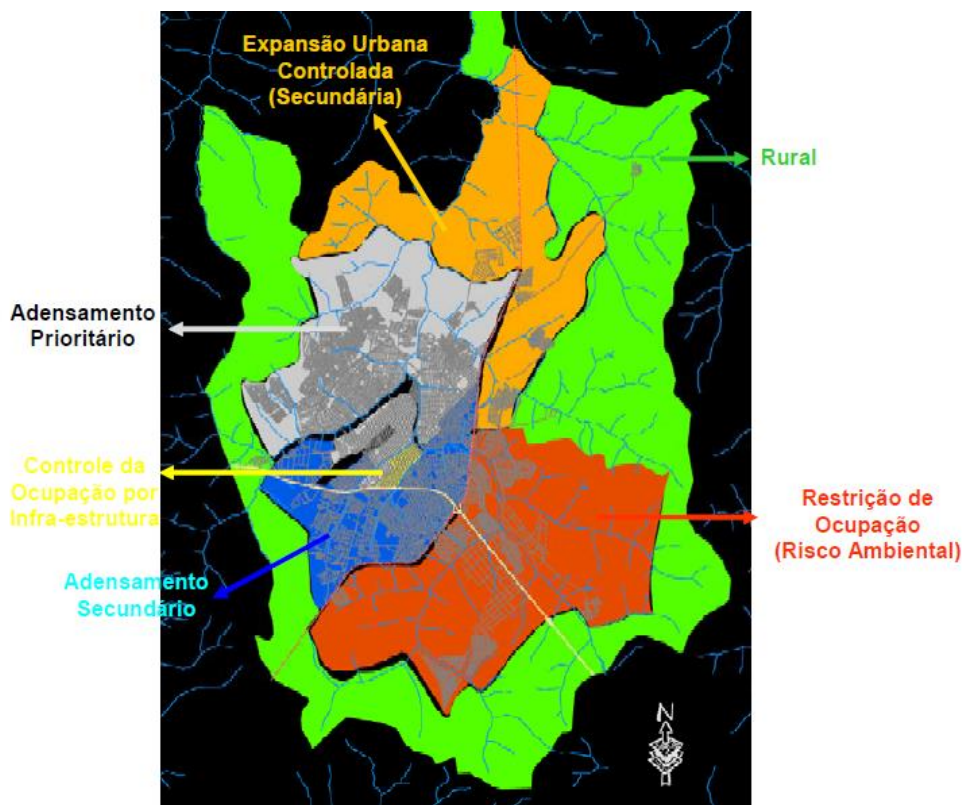 Expansão Urbana
Controlada
(Secundária)
Rural
Adensamento
Prioritário
Controle da
Ocupação por
Infra-estrutura
Restrição de
Ocupação
(Risco Ambiental)
Adensamento
Secundário
N